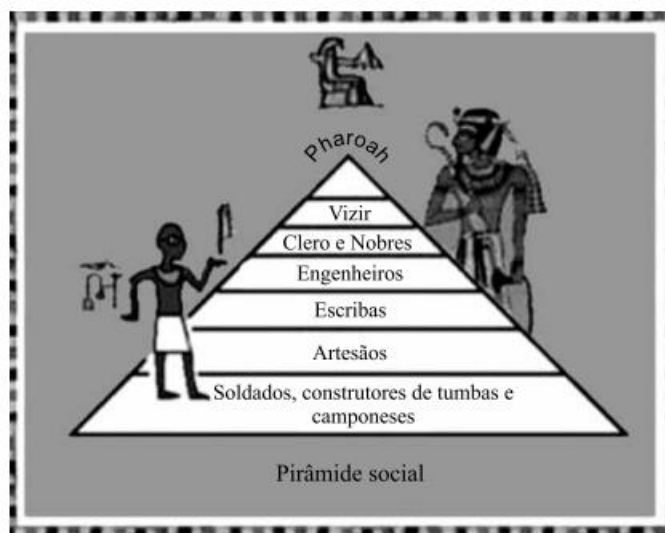 Pharoah
Vizir
Clero e Nobres
Engenheiros
Escribas
Artesãos
Soldados, construtores de tumbas e
camponeses
Pirâmide social